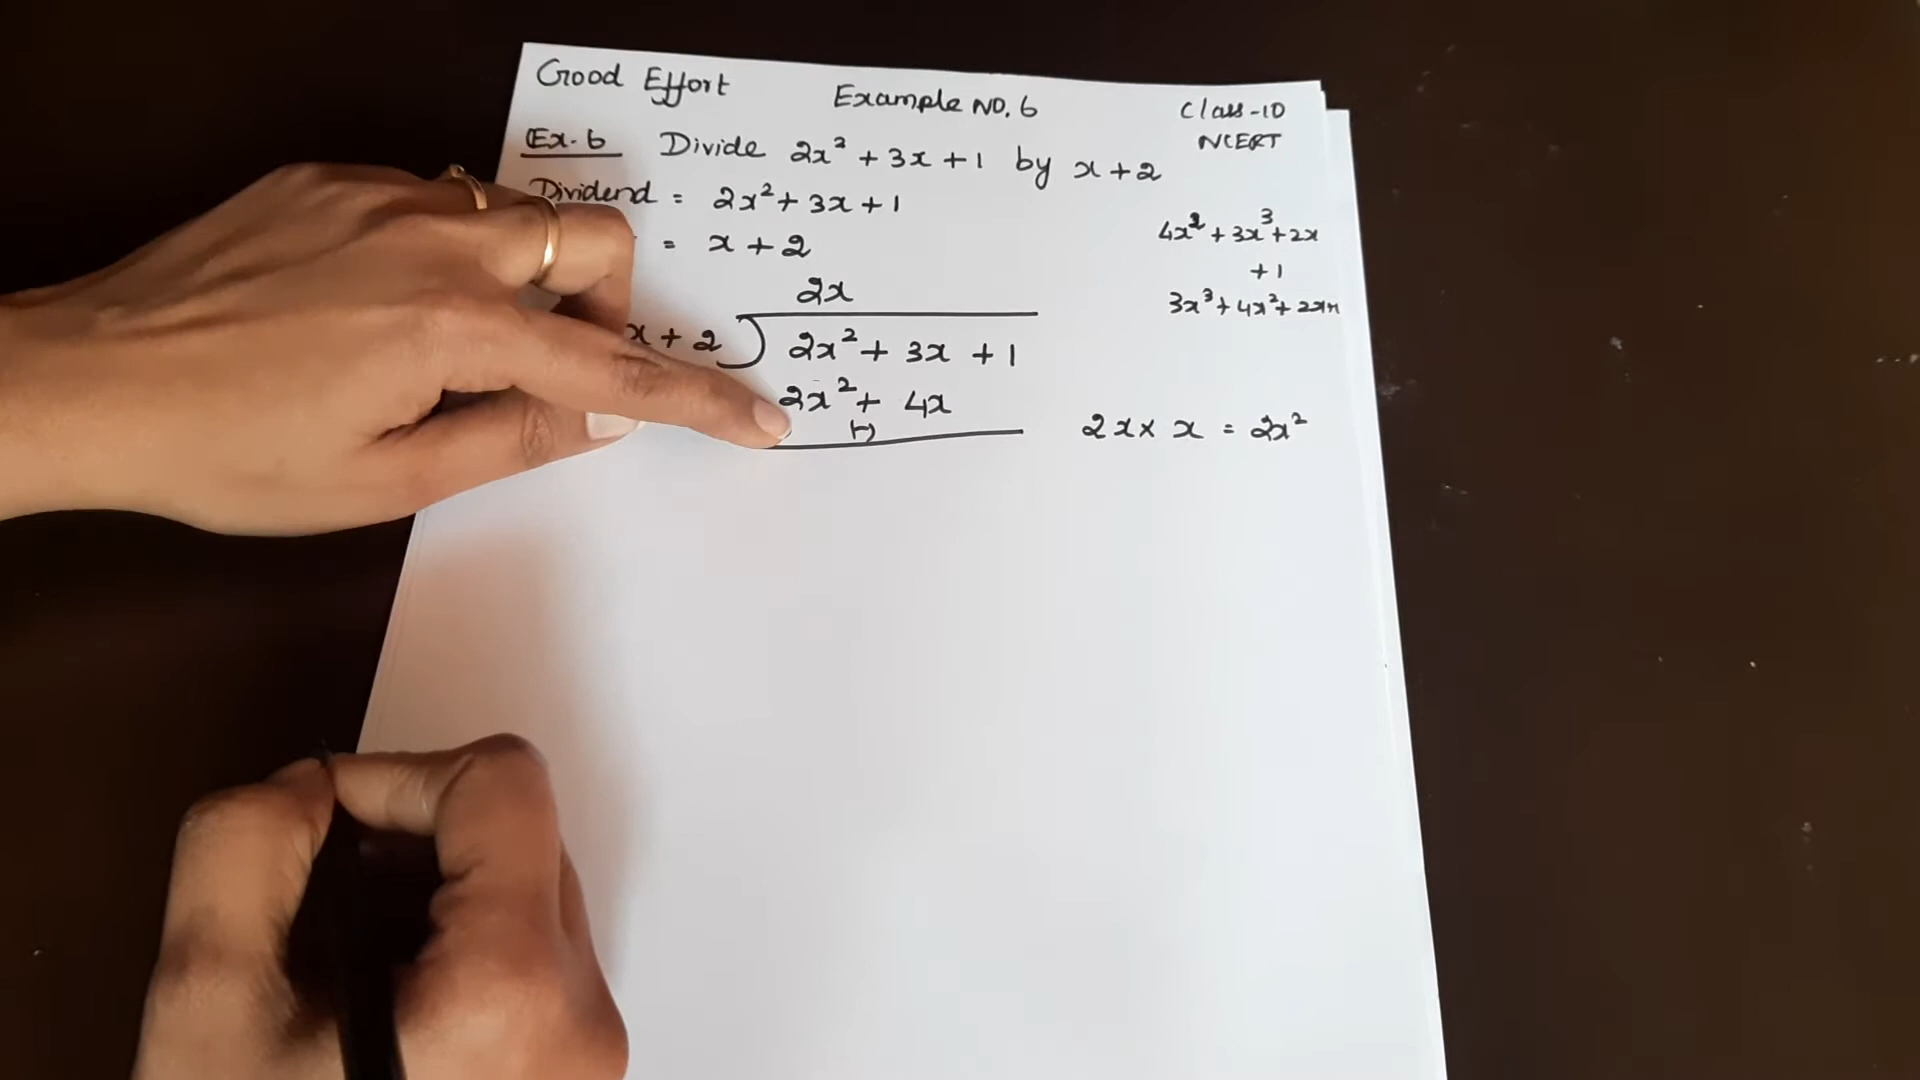 Good Effort Example NO. 6 Class-10
NCERT
Ex. 6 Divide 2x² + 3x + 1 by x + 2
Dividend = 2x² + 3x + 1
= x + 2
4x² + 3x³ + 2x
+ 1
3x³ + 4x² + 2x+1
2x
x + 2 ) 2x² + 3x + 1
2x² + 4x
(-)
2x × x = 2x²